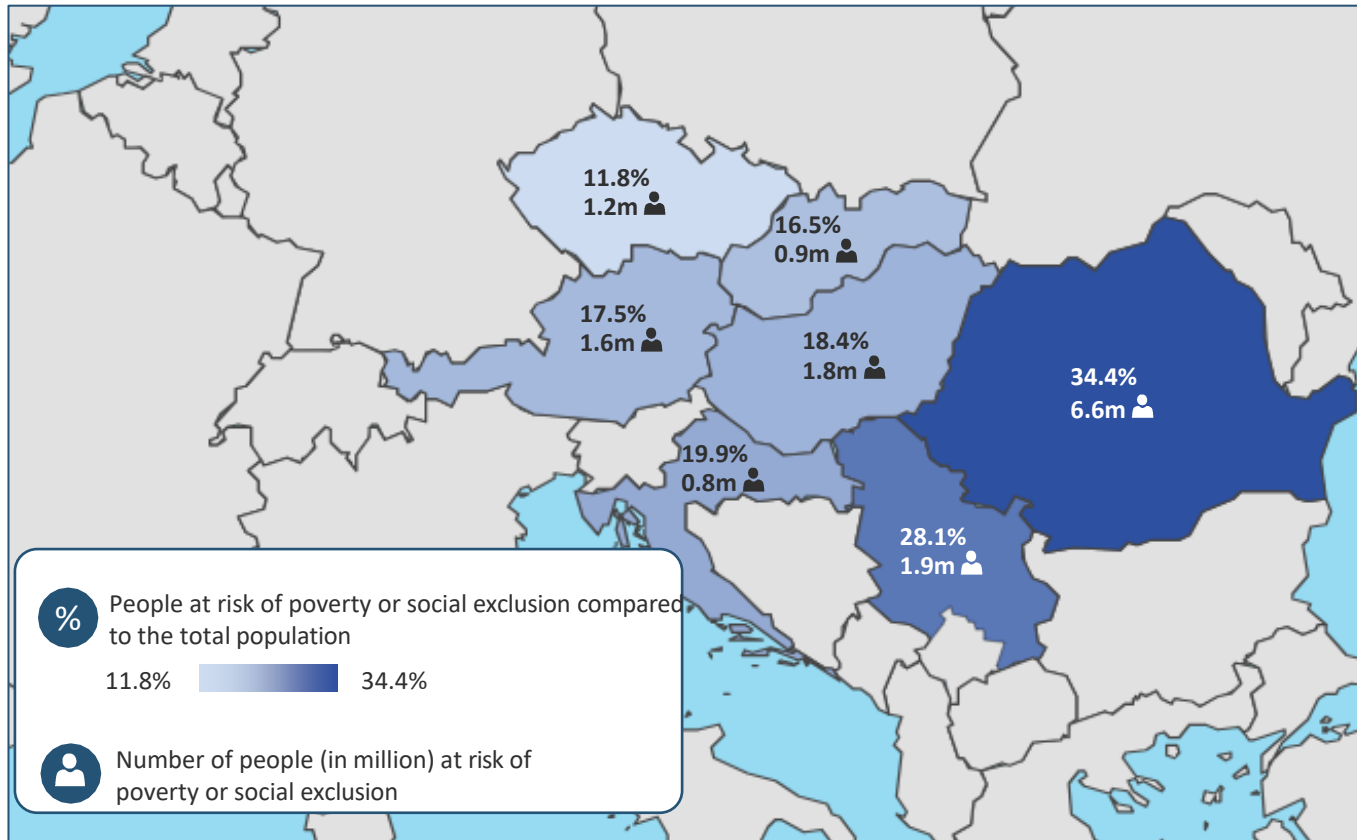 11.8%
1.2m
16.5%
0.9m
17.5%
1.6m
18.4%
1.8m
34.4%
6.6m
19.9%
0.8m
28.1%
1.9m
% People at risk of poverty or social exclusion compared
to the total population
11.8% 34.4%
Number of people (in million) at risk of
poverty or social exclusion